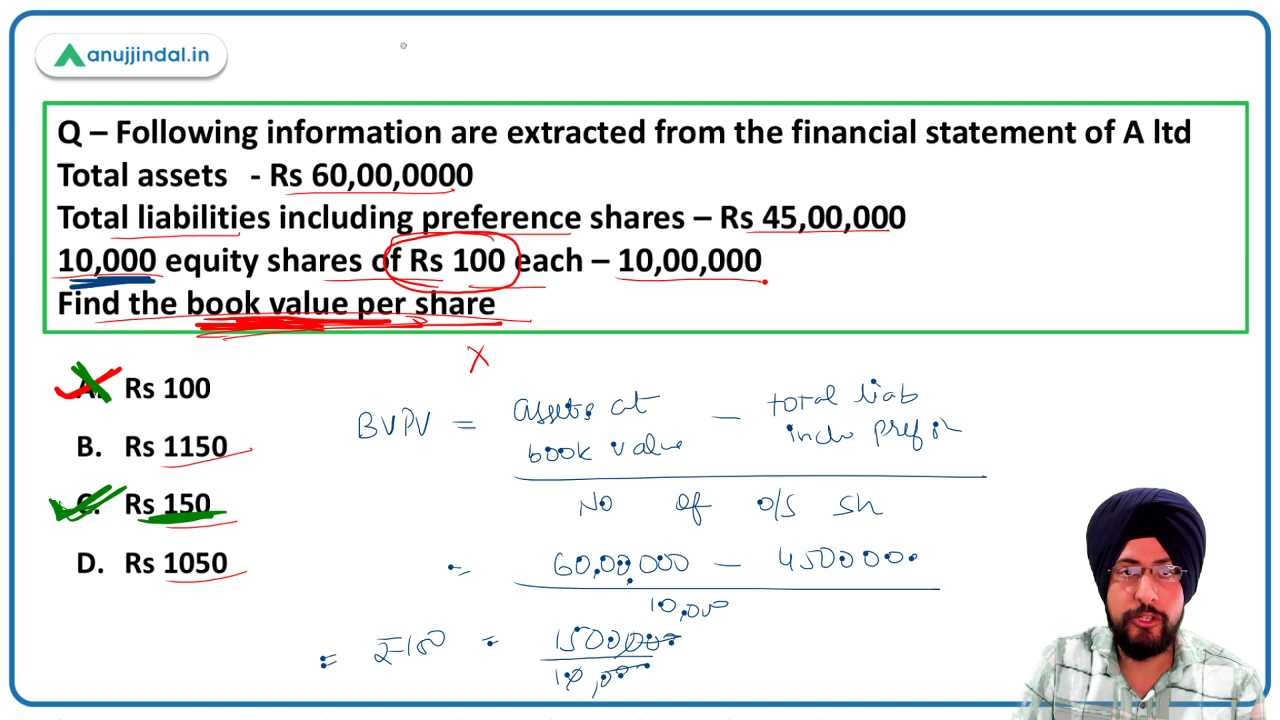 anujjindal.in
Q – Following information are extracted from the financial statement of A ltd
Total assets - Rs 60,00,0000
Total liabilities including preference shares – Rs 45,00,000
10,000 equity shares of Rs 100 each – 10,00,000
Find the book value per share
A. Rs 100
B. Rs 1150
C. Rs 150
D. Rs 1050
BVPV = assets at book value – total liab inclu pref sh
No of o/s sh
= 60,00,000 – 4500000
10,000
= ₹150 = 1500000
10,000